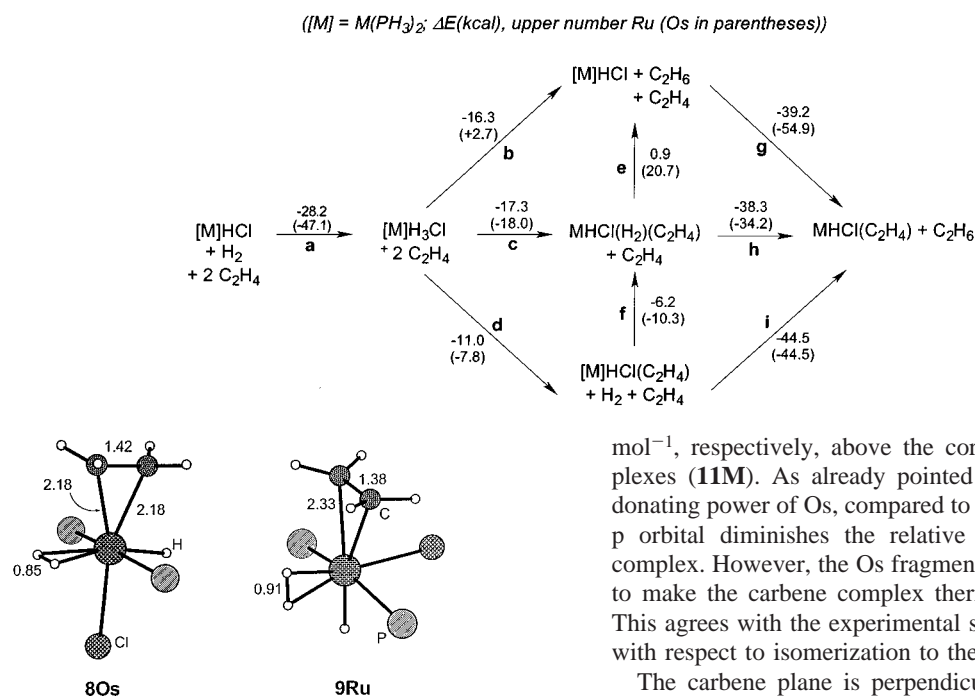 ([M] = M(PH₃)₂; ΔE(kcal), upper number Ru (Os in parentheses))
[M]HCl + C₂H₆
+ C₂H₄
-16.3
(+2.7)
b
-39.2
(-54.9)
g
e
0.9
(20.7)
[M]HCl
+ H₂
+ 2 C₂H₄
-28.2
(-47.1)
a
[M]H₃Cl
+ 2 C₂H₄
-17.3
(-18.0)
c
MHCl(H₂)(C₂H₄)
+ C₂H₄
-38.3
(-34.2)
h
MHCl(C₂H₄) + C₂H₆
d
-11.0
(-7.8)
f
-6.2
(-10.3)
i
-44.5
(-44.5)
[M]HCl(C₂H₄)
+ H₂ + C₂H₄
1.42
2.18
2.18
H
0.85
Cl
8Os
1.38
2.33
C
0.91
P
9Ru
mol⁻¹, respectively, above the con
plexes (11M). As already pointed
donating power of Os, compared to
p orbital diminishes the relative
complex. However, the Os fragment
to make the carbene complex therm
This agrees with the experimental s
with respect to isomerization to the
The carbene plane is perpendicu